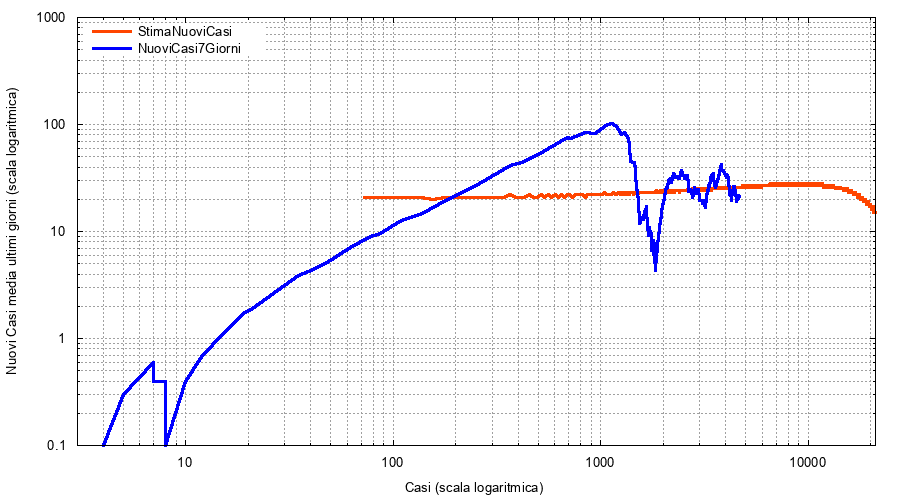 1000
StimaNuoviCasi
NuoviCasi7Giorni
100
10
1
0.1
Nuovi Casi media ultimi giorni (scala logaritmica)
10 100 1000 10000
Casi (scala logaritmica)